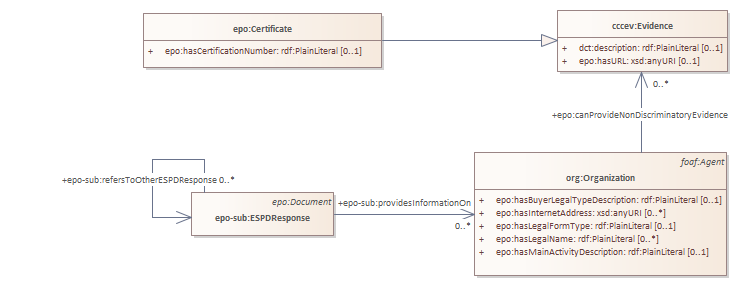 epo:Certificate
+ epo:hasCertificationNumber: rdf:PlainLiteral [0..1]
cccev:Evidence
+ dct:description: rdf:PlainLiteral [0..1]
+ epo:hasURL: xsd:anyURI [0..1]
0..*
+epo:canProvideNonDiscriminatoryEvidence
foaf:Agent
org:Organization
+ epo:hasBuyerLegalTypeDescription: rdf:PlainLiteral [0..1]
+ epo:hasInternetAddress: xsd:anyURI [0..*]
+ epo:hasLegalFormType: rdf:PlainLiteral [0..1]
+ epo:hasLegalName: rdf:PlainLiteral [0..*]
+ epo:hasMainActivityDescription: rdf:PlainLiteral [0..1]
+epo-sub:refersToOtherESPDResponse 0..*
epo:Document
epo-sub:ESPDResponse
+epo-sub:providesInformationOn
0..*